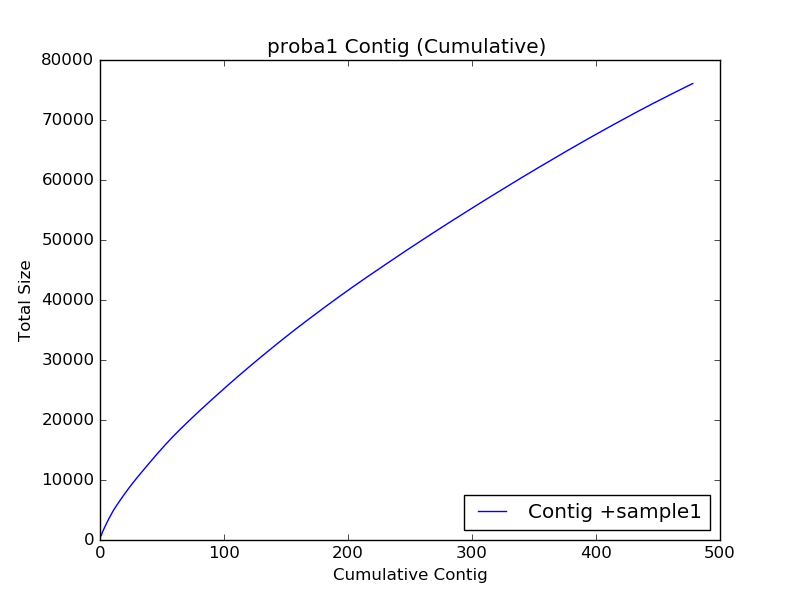 proba1 Contig (Cumulative)
80000
70000
60000
50000
40000
30000
20000
10000
0
Total Size
Contig +sample1
0 100 200 300 400 500
Cumulative Contig